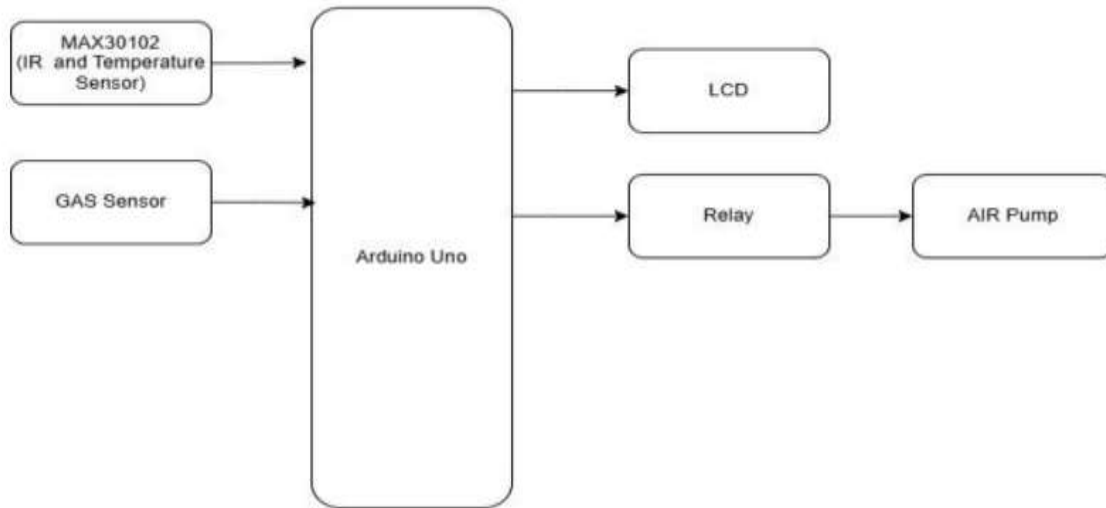 MAX30102
(IR and Temperature
Sensor)
GAS Sensor
Arduino Uno
LCD
Relay
AIR Pump